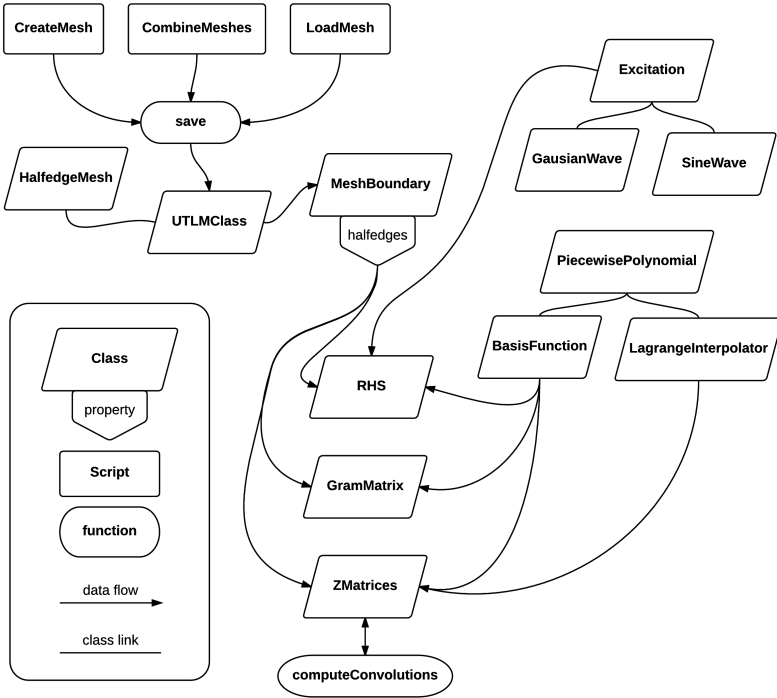 CreateMesh
CombineMeshes
LoadMesh
Excitation
save
GausianWave
SineWave
HalfedgeMesh
MeshBoundary
UTLMClass
halfedges
PiecewisePolynomial
BasisFunction
LagrangeInterpolator
Class
RHS
property
Script
GramMatrix
function
data flow
ZMatrices
class link
computeConvolutions